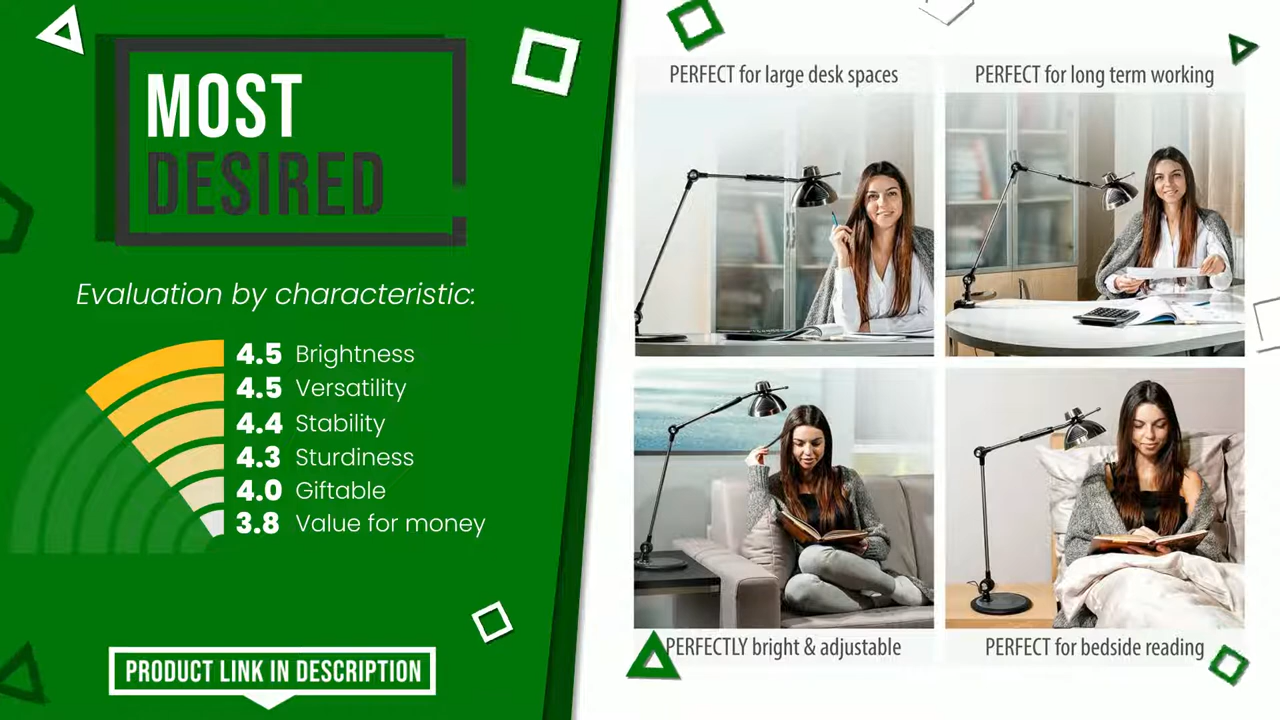 MOST
DESIRED
Evaluation by characteristic:
4.5 Brightness
4.5 Versatility
4.4 Stability
4.3 Sturdiness
4.0 Giftable
3.8 Value for money
PRODUCT LINK IN DESCRIPTION
PERFECT for large desk spaces
PERFECT for long term working
PERFECTLY bright & adjustable
PERFECT for bedside reading